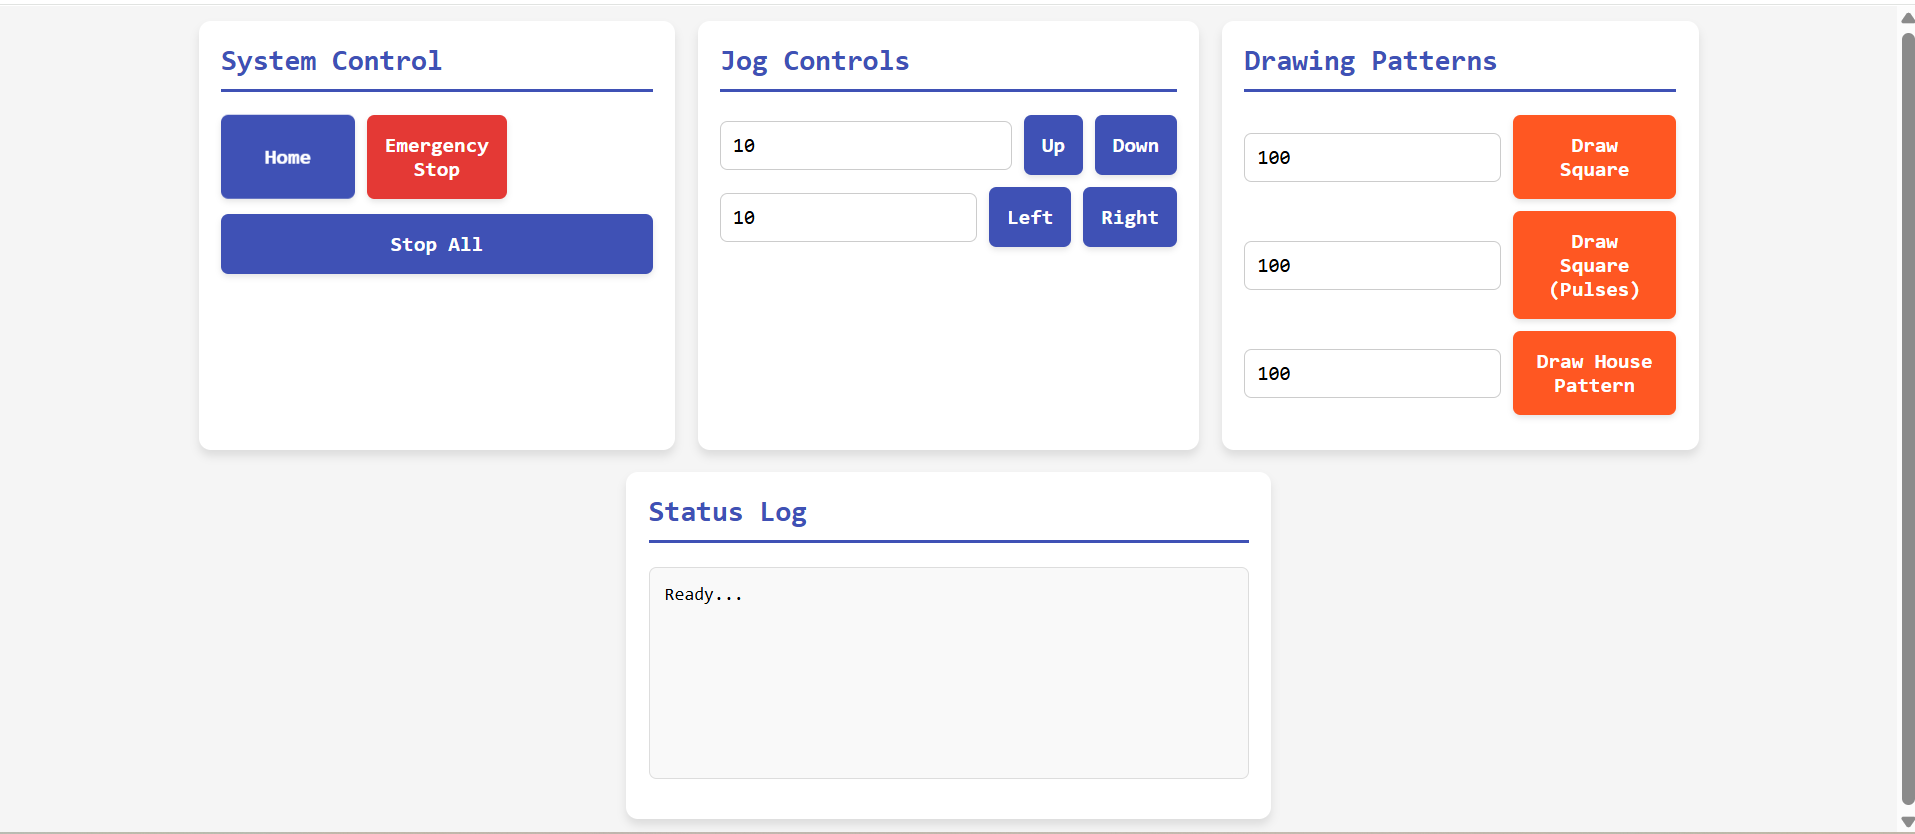 System Control
Home
Emergency
Stop
Stop All
Jog Controls
10
Up
Down
10
Left
Right
Drawing Patterns
100
Draw
Square
100
Draw
Square
(Pulses)
100
Draw House
Pattern
Status Log
Ready...